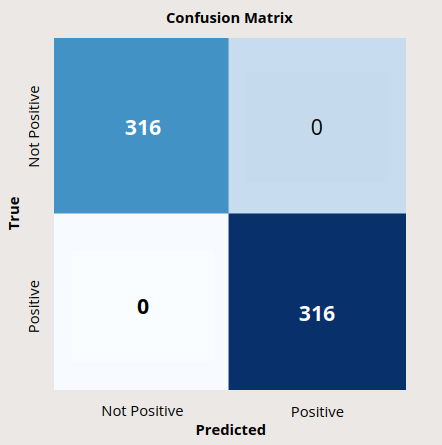 Confusion Matrix
Not Positive
316
0
True
Positive
0
316
Not Positive
Positive
Predicted